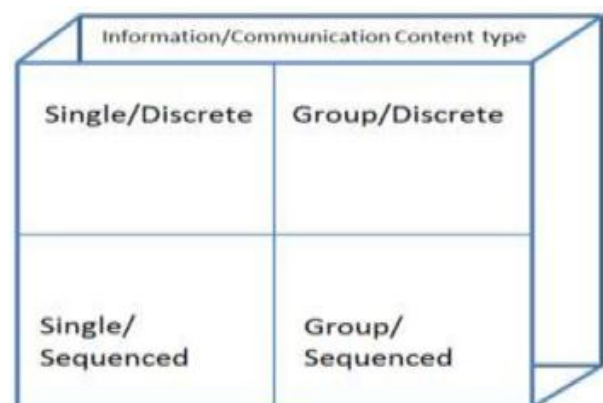 Information/Communication Content type
Single/Discrete
Group/Discrete
Single/
Sequenced
Group/
Sequenced